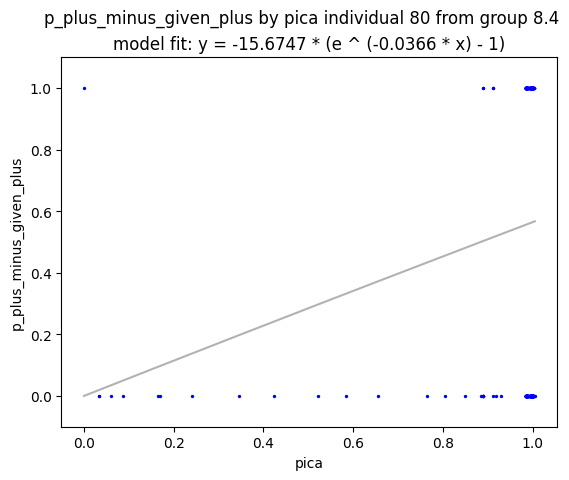 p_plus_minus_given_plus by pica individual 80 from group 8.4
model fit: y = -15.6747 * (e ^ (-0.0366 * x) - 1)
1.0
0.8
0.6
0.4
0.2
0.0
p_plus_minus_given_plus
0.0 0.2 0.4 0.6 0.8 1.0
pica